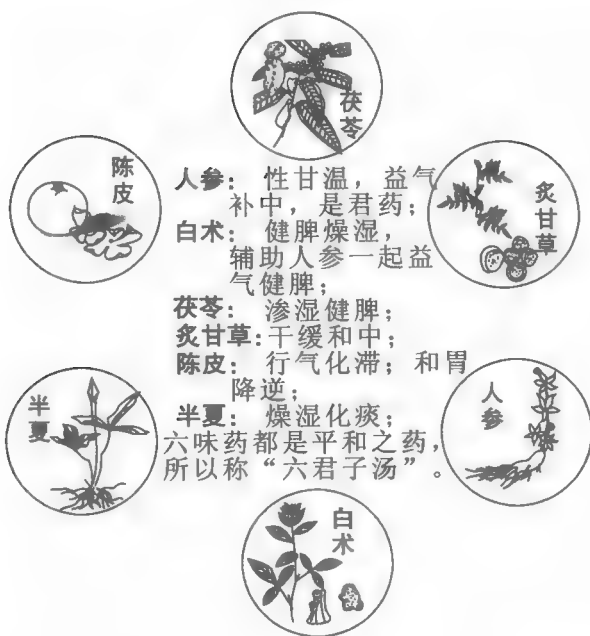 茯苓
陈皮
炙甘草
人参：性甘温，益气
补中，是君药；
白术：健脾燥湿，
辅助人参一起益
气健脾；
茯苓：渗湿健脾；
炙甘草：干缓和中；
陈皮：行气化滞；和胃
降逆；
半夏：燥湿化痰；
六味药都是平和之药，
所以称“六君子汤”。
半夏
人参
白术